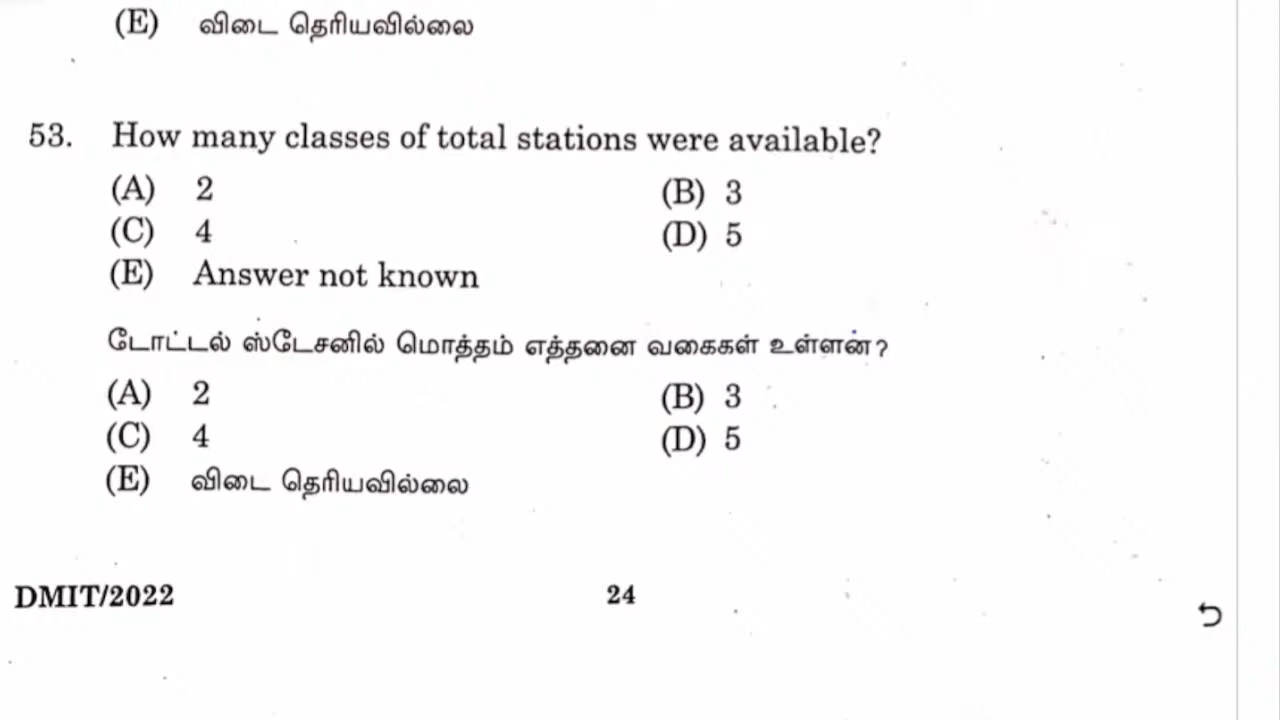 (E) விடை தெரியவில்லை
53. How many classes of total stations were available?
(A) 2 (B) 3
(C) 4 (D) 5
(E) Answer not known
டோட்டல் ஸ்டேசனில் மொத்தம் எத்தனை வகைகள் உள்ளன?
(A) 2 (B) 3
(C) 4 (D) 5
(E) விடை தெரியவில்லை
DMIT/2022 24